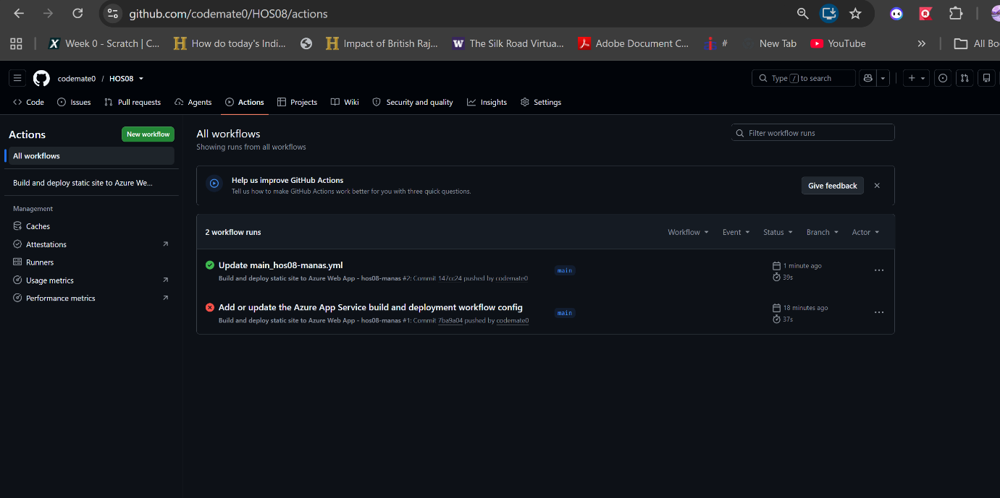 github.com/codemate0/HOS08/actions
Week 0 - Scratch | C... How do today's Indi... Impact of British Raj... The Silk Road Virtua... Adobe Document C... # New Tab YouTube » All Bo
codemate0 / HOS08 Type / to search
Code Issues Pull requests Agents Actions Projects Wiki Security and quality Insights Settings
Actions New workflow
All workflows
Build and deploy static site to Azure We...
Management
Caches
Attestations
Runners
Usage metrics
Performance metrics
All workflows Filter workflow runs
Showing runs from all workflows
Help us improve GitHub Actions
Tell us how to make GitHub Actions work better for you with three quick questions.
Give feedback
2 workflow runs Workflow Event Status Branch Actor
Update main_hos08-manas.yml main 1 minute ago
Build and deploy static site to Azure Web App - hos08-manas #2: Commit 147cc24 pushed by codemate0 39s
Add or update the Azure App Service build and deployment workflow config main 18 minutes ago
Build and deploy static site to Azure Web App - hos08-manas #1: Commit 7ba9a04 pushed by codemate0 37s